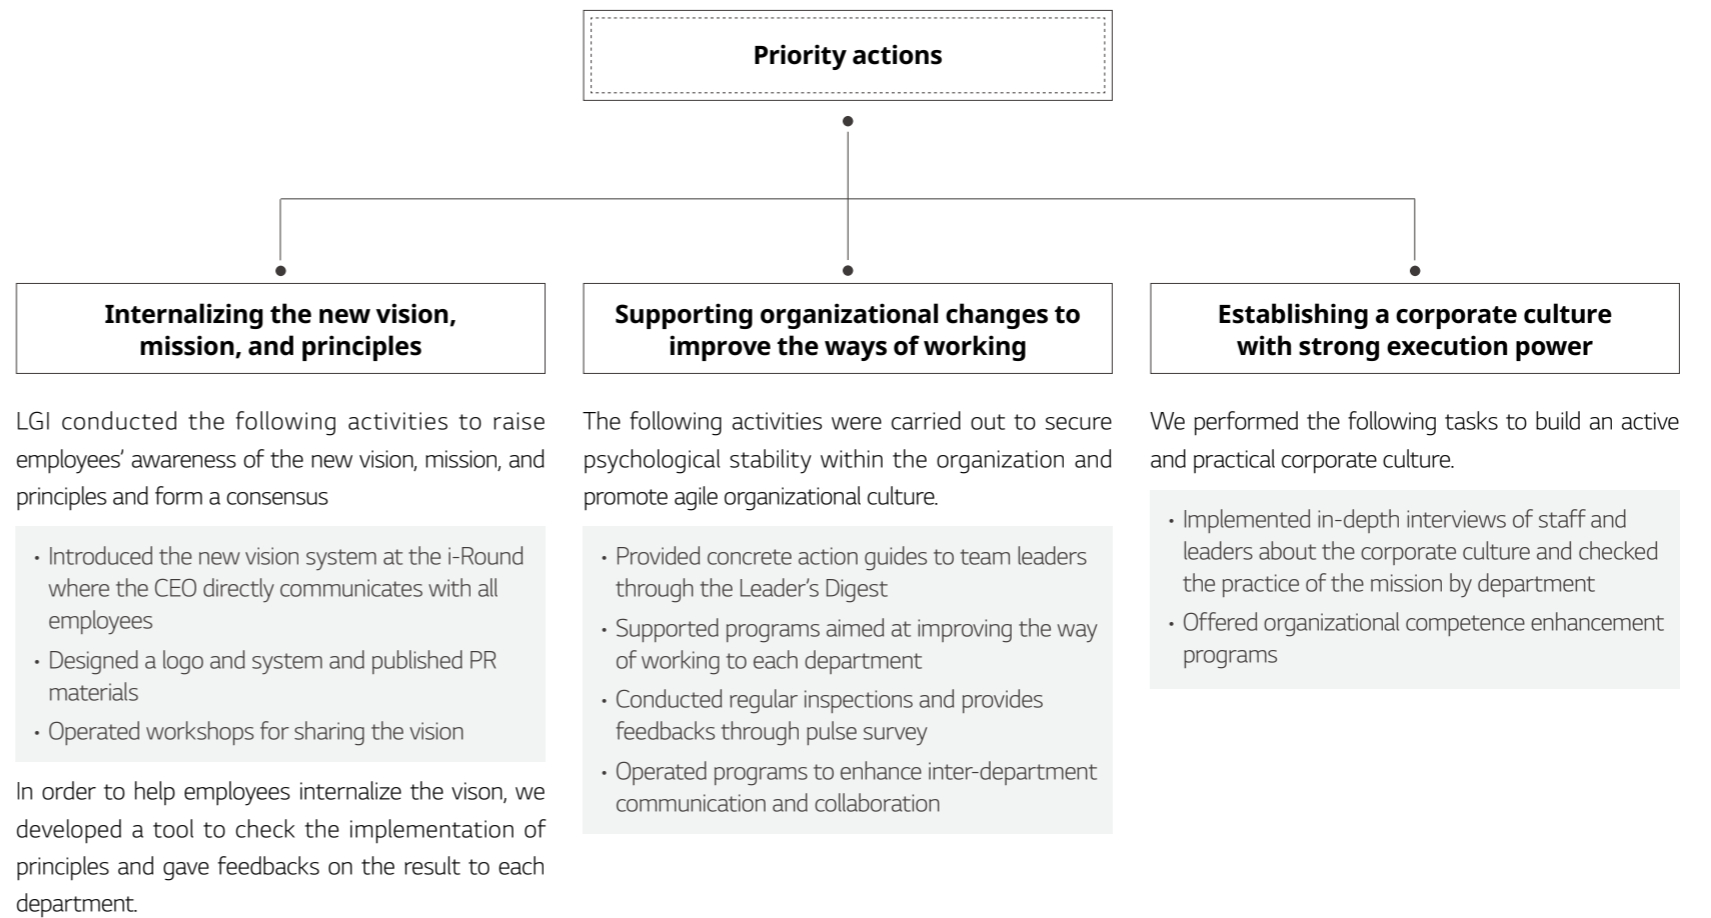 Priority actions
Internalizing the new vision,
mission, and principles
LGI conducted the following activities to raise
employees’ awareness of the new vision, mission, and
principles and form a consensus
• Introduced the new vision system at the i-Round
where the CEO directly communicates with all
employees
• Designed a logo and system and published PR
materials
• Operated workshops for sharing the vision
In order to help employees internalize the vison, we
developed a tool to check the implementation of
principles and gave feedbacks on the result to each
department.
Supporting organizational changes to
improve the ways of working
The following activities were carried out to secure
psychological stability within the organization and
promote agile organizational culture.
• Provided concrete action guides to team leaders
through the Leader’s Digest
• Supported programs aimed at improving the way
of working to each department
• Conducted regular inspections and provides
feedbacks through pulse survey
• Operated programs to enhance inter-department
communication and collaboration
Establishing a corporate culture
with strong execution power
We performed the following tasks to build an active
and practical corporate culture.
• Implemented in-depth interviews of staff and
leaders about the corporate culture and checked
the practice of the mission by department
• Offered organizational competence enhancement
programs